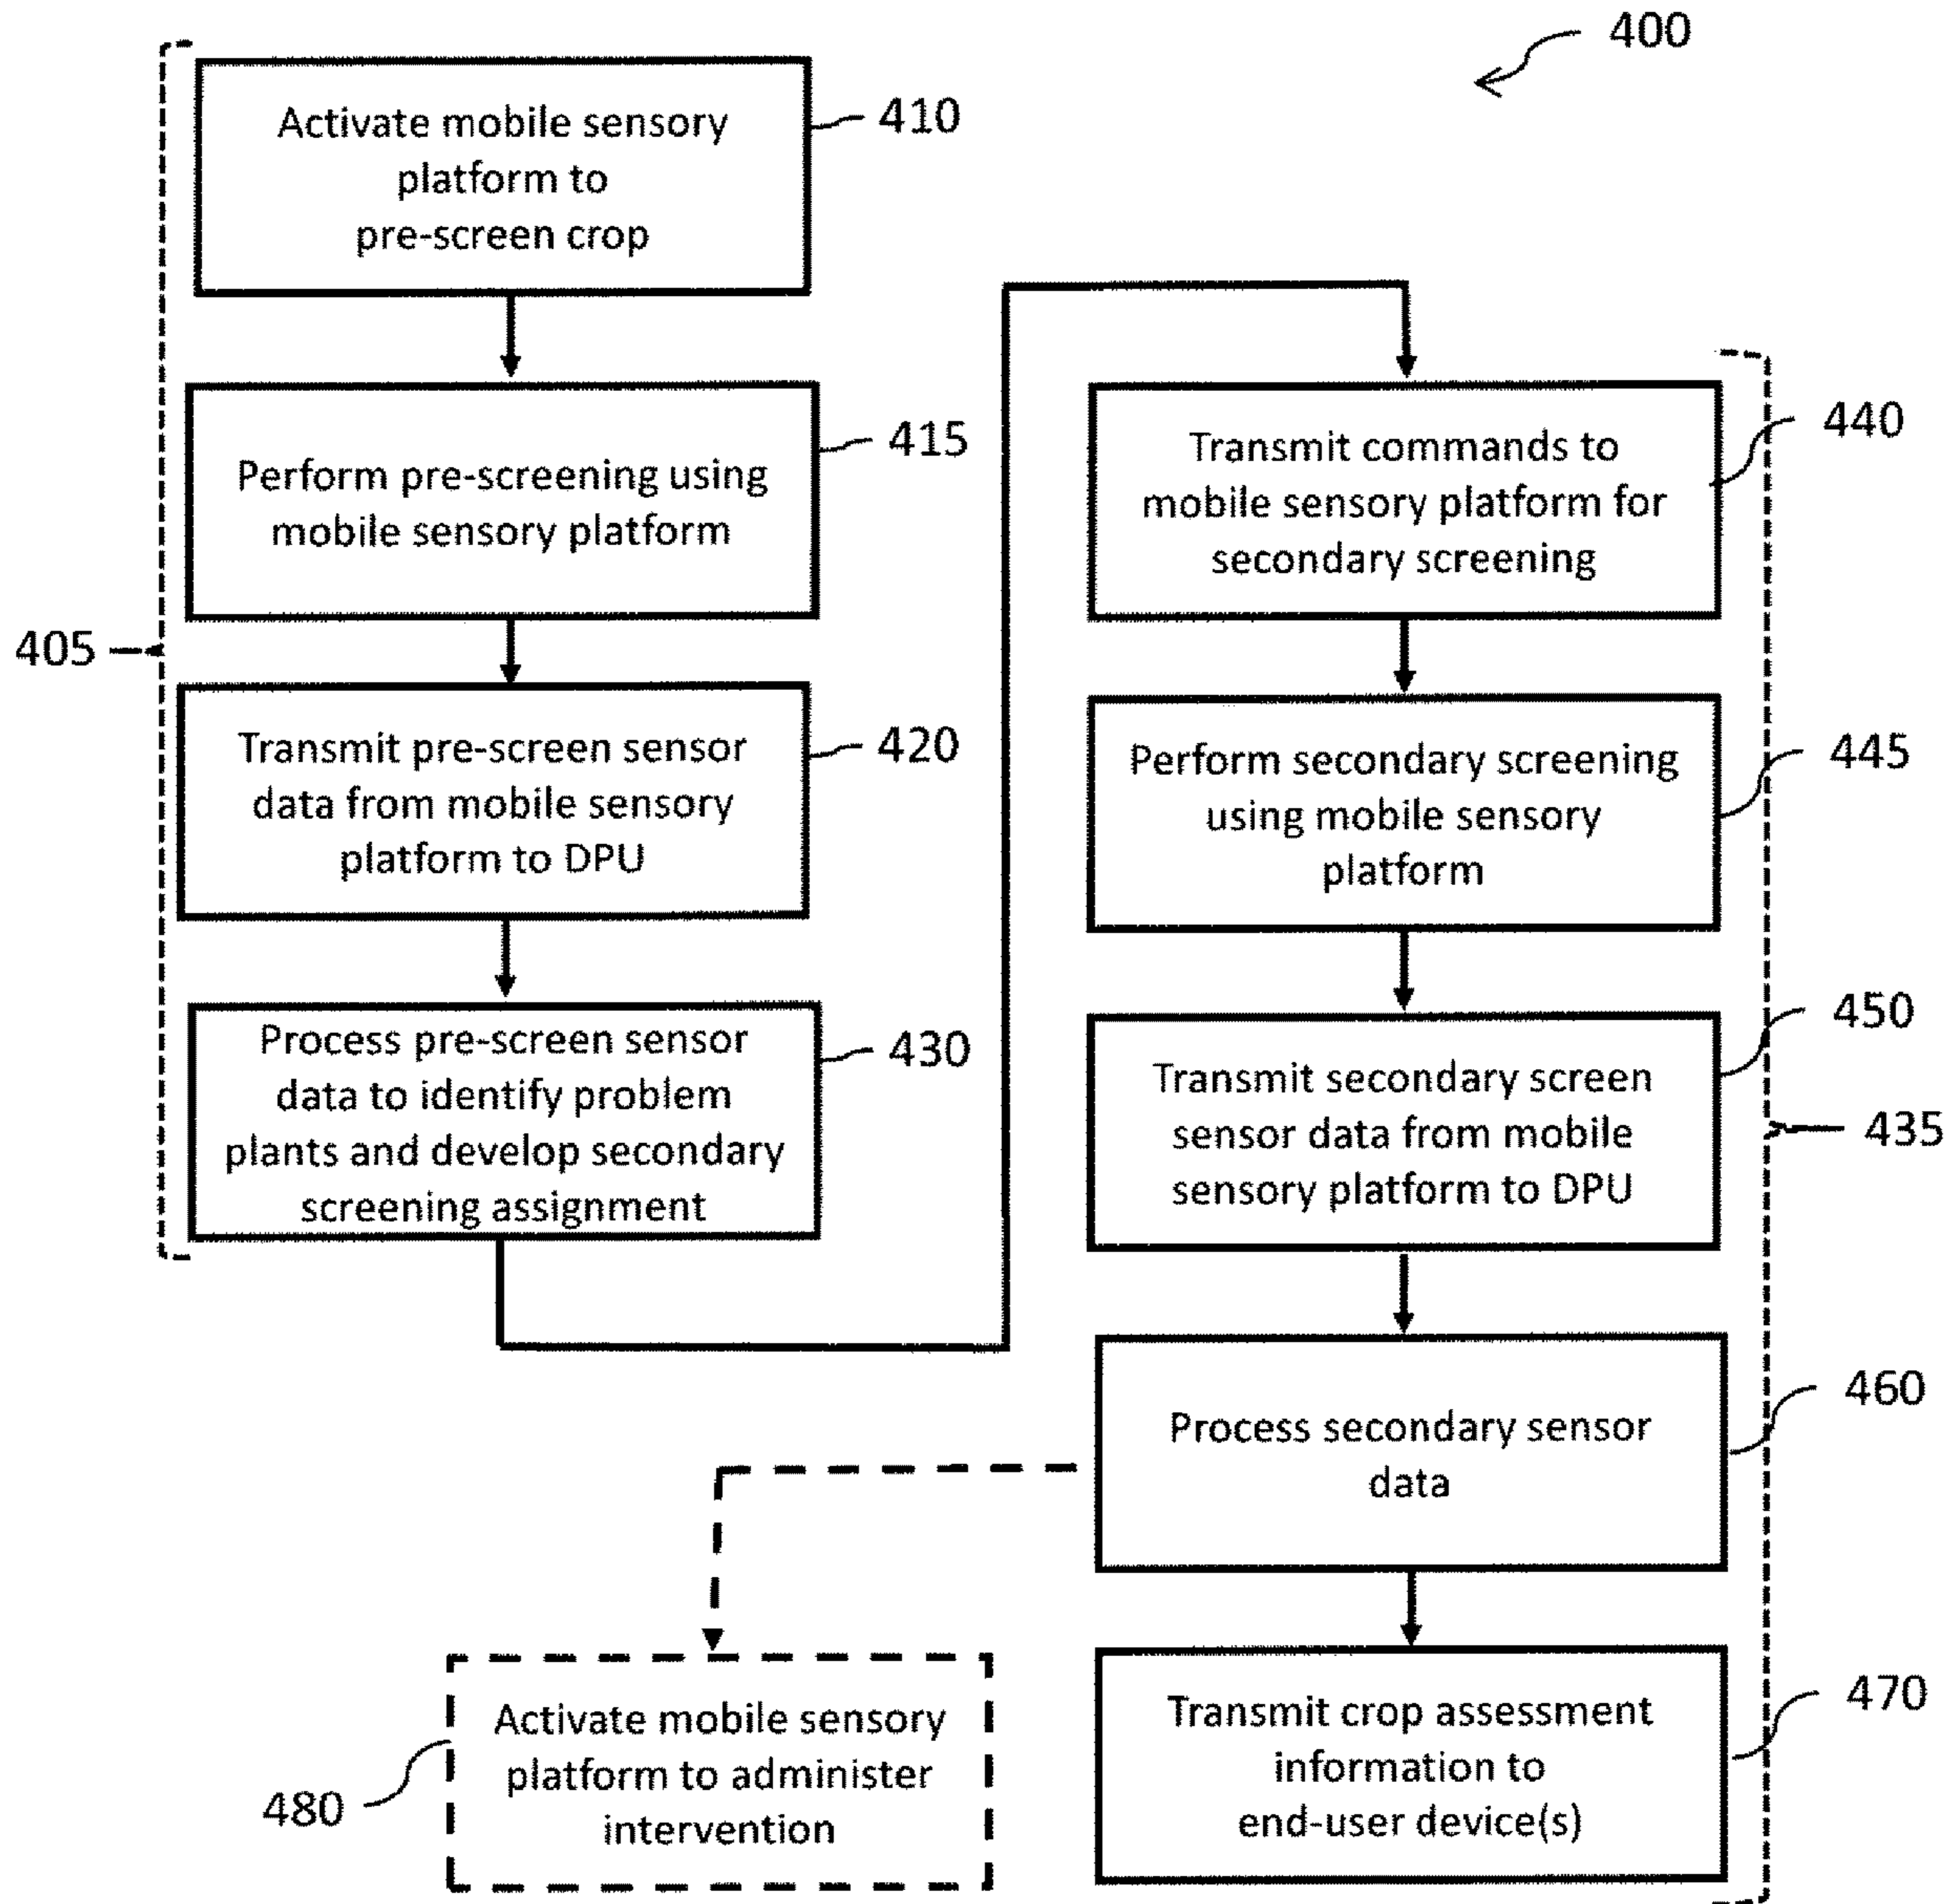 400
Activate mobile sensory
platform to
pre-screen crop
410
Perform pre-screening using
mobile sensory platform
415
405
Transmit pre-screen sensor
data from mobile sensory
platform to DPU
420
Process pre-screen sensor
data to identify problem
plants and develop secondary
screening assignment
430
Transmit commands to
mobile sensory platform for
secondary screening
440
Perform secondary screening
using mobile sensory
platform
445
Transmit secondary screen
sensor data from mobile
sensory platform to DPU
450
435
Process secondary sensor
data
460
Transmit crop assessment
information to
end-user device(s)
470
Activate mobile sensory
platform to administer
intervention
480